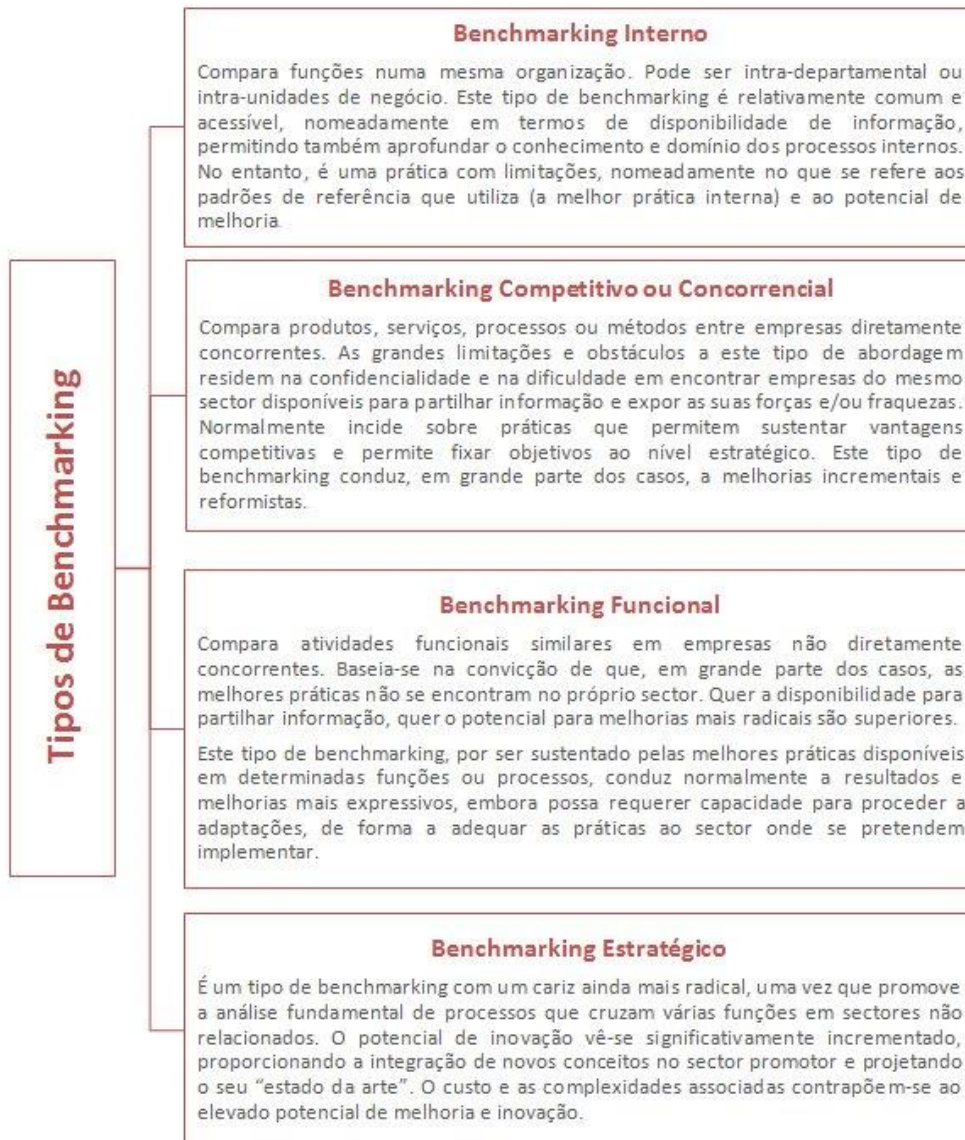 Tipos de Benchmarking
Benchmarking Interno
Compara funções numa mesma organização. Pode ser intra-departamental ou
intra-unidades de negócio. Este tipo de benchmarking é relativamente comum e
acessível, nomeadamente em termos de disponibilidade de informação,
permitindo também aprofundar o conhecimento e domínio dos processos internos.
No entanto, é uma prática com limitações, nomeadamente no que se refere aos
padrões de referência que utiliza (a melhor prática interna) e ao potencial de
melhoria.
Benchmarking Competitivo ou Concorrencial
Compara produtos, serviços, processos ou métodos entre empresas diretamente
concorrentes. As grandes limitações e obstáculos a este tipo de abordagem
residem na confidencialidade e na dificuldade em encontrar empresas do mesmo
sector disponíveis para partilhar informação e expor as suas forças e/ou fraquezas.
Normalmente incide sobre práticas que permitem sustentar vantagens
competitivas e permite fixar objetivos ao nível estratégico. Este tipo de
benchmarking conduz, em grande parte dos casos, a melhorias incrementais e
reformistas.
Benchmarking Funcional
Compara atividades funcionais similares em empresas não diretamente
concorrentes. Baseia-se na convicção de que, em grande parte dos casos, as
melhores práticas não se encontram no próprio sector. Quer a disponibilidade para
partilhar informação, quer o potencial para melhorias mais radicais são superiores.
Este tipo de benchmarking, por ser sustentado pelas melhores práticas disponíveis
em determinadas funções ou processos, conduz normalmente a resultados e
melhorias mais expressivos, embora possa requerer capacidade para proceder a
adaptações, de forma a adequar as práticas ao sector onde se pretendem
implementar.
Benchmarking Estratégico
É um tipo de benchmarking com um cariz ainda mais radical, uma vez que promove
a análise fundamental de processos que cruzam várias funções em sectores não
relacionados. O potencial de inovação vê-se significativamente incrementado,
proporcionando a integração de novos conceitos no sector promotor e projetando
o seu “estado da arte”. O custo e as complexidades associadas contrapõem-se ao
elevado potencial de melhoria e inovação.